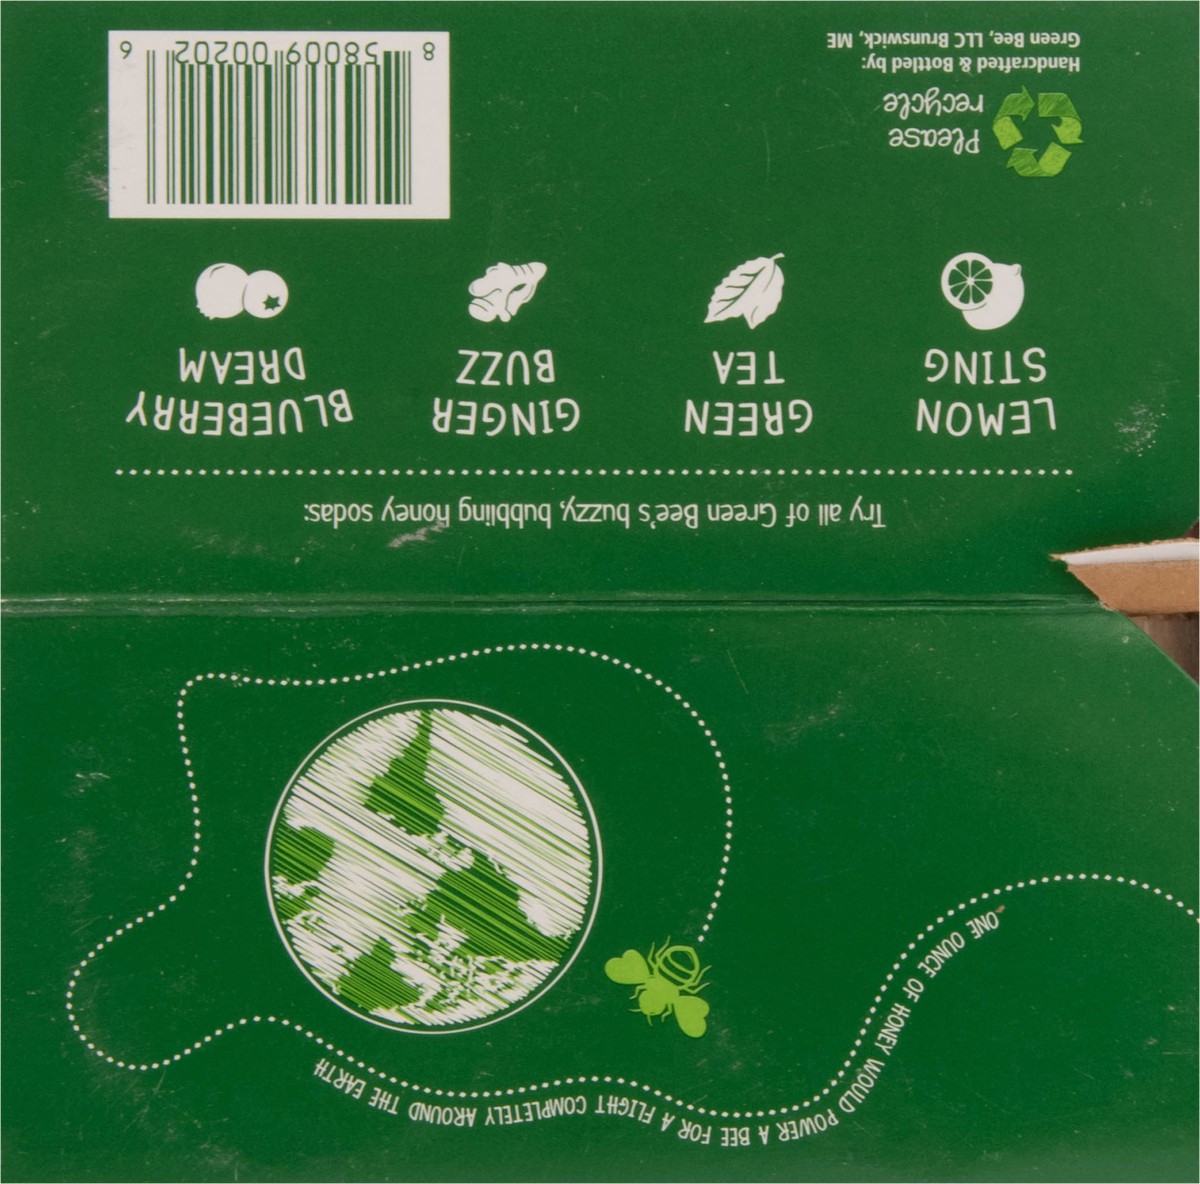 ONE OUNCE OF HONEY WOULD POWER A BEE FOR A FLIGHT COMPLETELY AROUND THE EARTH
Try all of Green Bee's buzzy, bubbling honey sodas:
LEMON
STING
GREEN
TEA
GINGER
BUZZ
BLUEBERRY
DREAM
Please
recycle
Handcrafted & Bottled by:
Green Bee, LLC Brunswick, ME
8 58009 00202 9